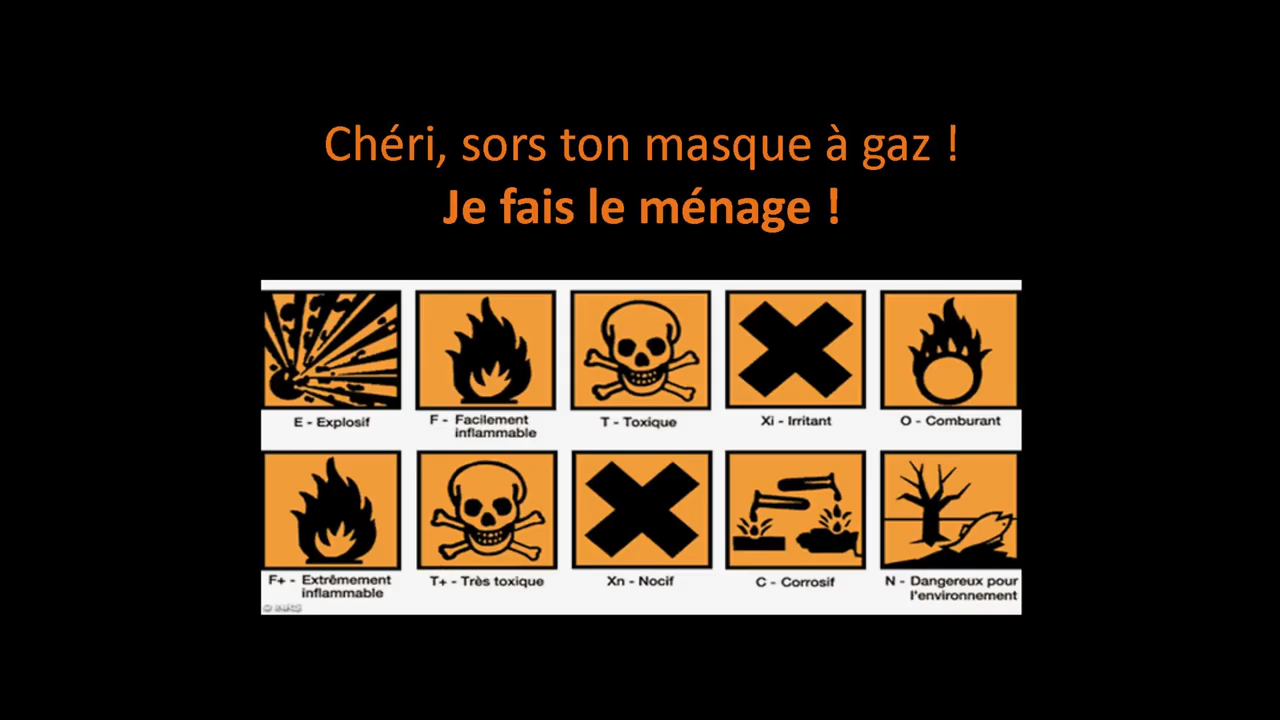 Chéri, sors ton masque à gaz !
Je fais le ménage !
E - Explosif
F - Facilement
inflammable
T - Toxique
Xi - Irritant
O - Comburant
F+ - Extrêmement
inflammable
T+ - Très toxique
Xn - Nocif
C - Corrosif
N - Dangereux pour
l'environnement
© INRS